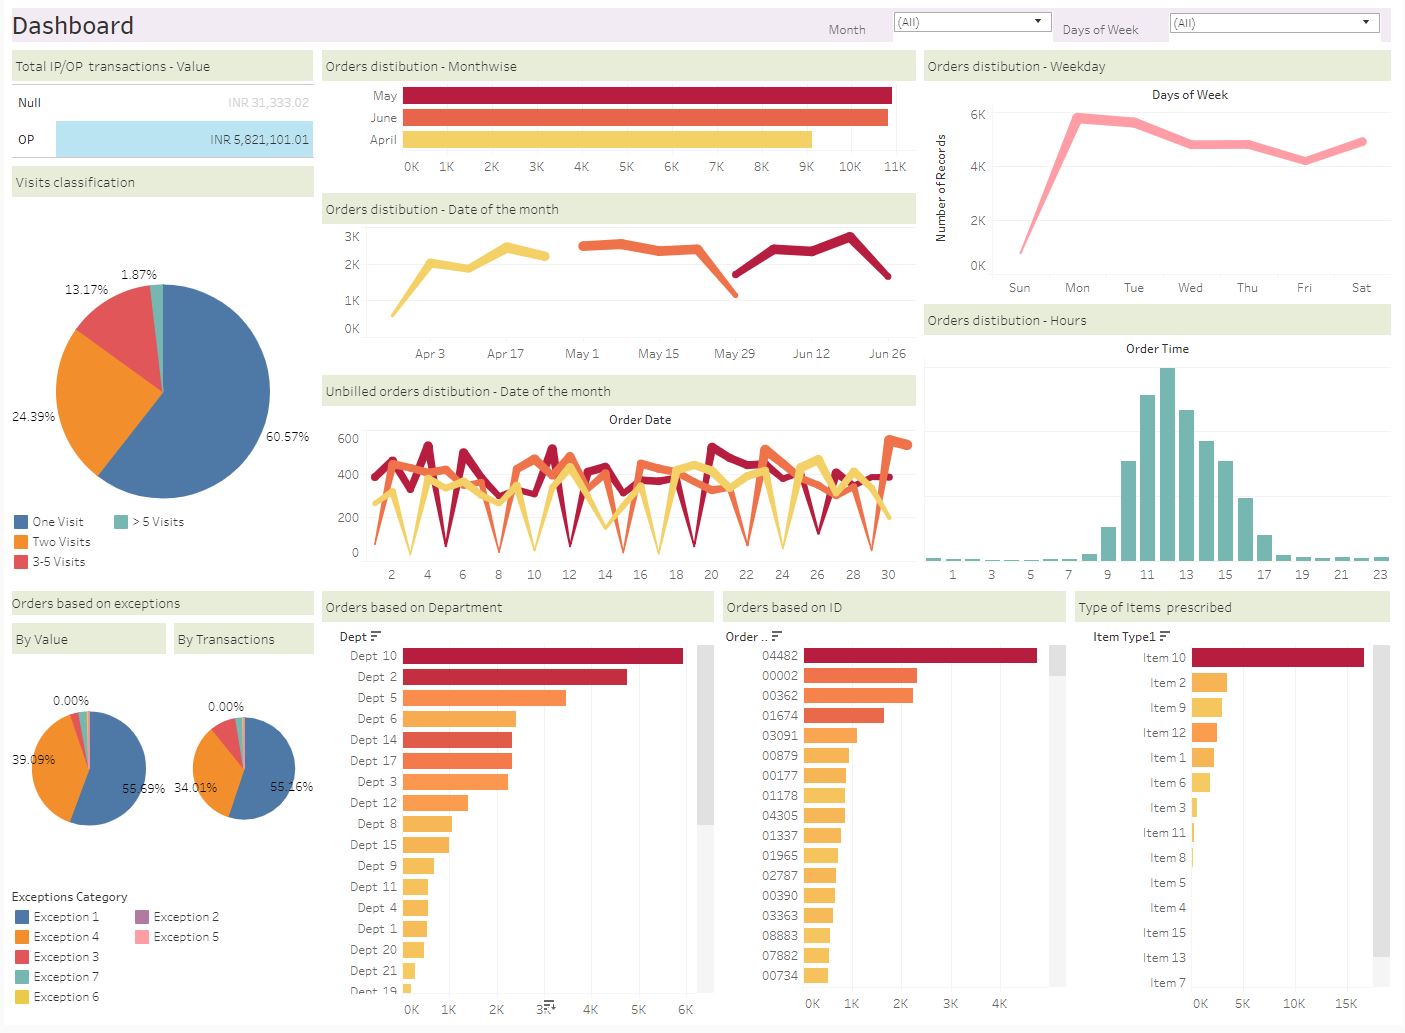 Dashboard
Month
(All)
Days of Week
(All)
Total IP/OP transactions - Value
Null
INR 31,333.02
OP
INR 5,821,101.01
Visits classification
1.87%
13.17%
24.39%
60.57%
One Visit
> 5 Visits
Two Visits
3-5 Visits
Orders distibution - Monthwise
May
June
April
0K 1K 2K 3K 4K 5K 6K 7K 8K 9K 10K 11K
Orders distibution - Date of the month
3K
2K
1K
0K
Apr 3 Apr 17 May 1 May 15 May 29 Jun 12 Jun 26
Unbilled orders distibution - Date of the month
Order Date
600
400
200
0
2 4 6 8 10 12 14 16 18 20 22 24 26 28 30
Orders distibution - Weekday
Days of Week
Number of Records
6K
4K
2K
0K
Sun Mon Tue Wed Thu Fri Sat
Orders distibution - Hours
Order Time
1 3 5 7 9 11 13 15 17 19 21 23
Orders based on exceptions
By Value
By Transactions
0.00%
39.09%
55.69%
0.00%
34.01%
55.16%
Exceptions Category
Exception 1
Exception 2
Exception 4
Exception 5
Exception 3
Exception 7
Exception 6
Orders based on Department
Dept
Dept 10
Dept 2
Dept 5
Dept 6
Dept 14
Dept 17
Dept 3
Dept 12
Dept 8
Dept 15
Dept 9
Dept 11
Dept 4
Dept 1
Dept 20
Dept 21
Dept 19
0K 1K 2K 3K 4K 5K 6K
Orders based on ID
Order ..
04482
00002
00362
01674
03091
00879
00177
01178
04305
01337
01965
02787
00390
03363
08883
07882
00734
0K 1K 2K 3K 4K
Type of Items prescribed
Item Type1
Item 10
Item 2
Item 9
Item 12
Item 1
Item 6
Item 3
Item 11
Item 8
Item 5
Item 4
Item 15
Item 13
Item 7
0K 5K 10K 15K